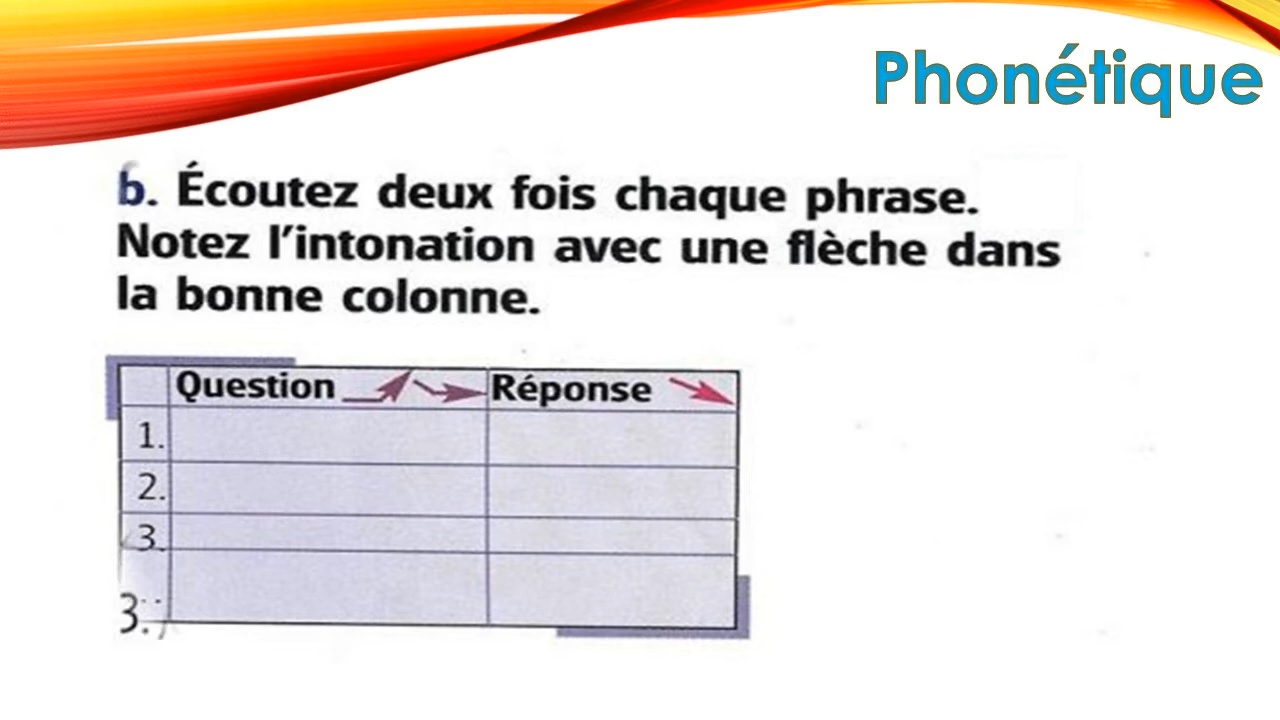 Phonétique
b. Écoutez deux fois chaque phrase.
Notez l'intonation avec une flèche dans
la bonne colonne.
Question Réponse
1.
2.
3.
3.